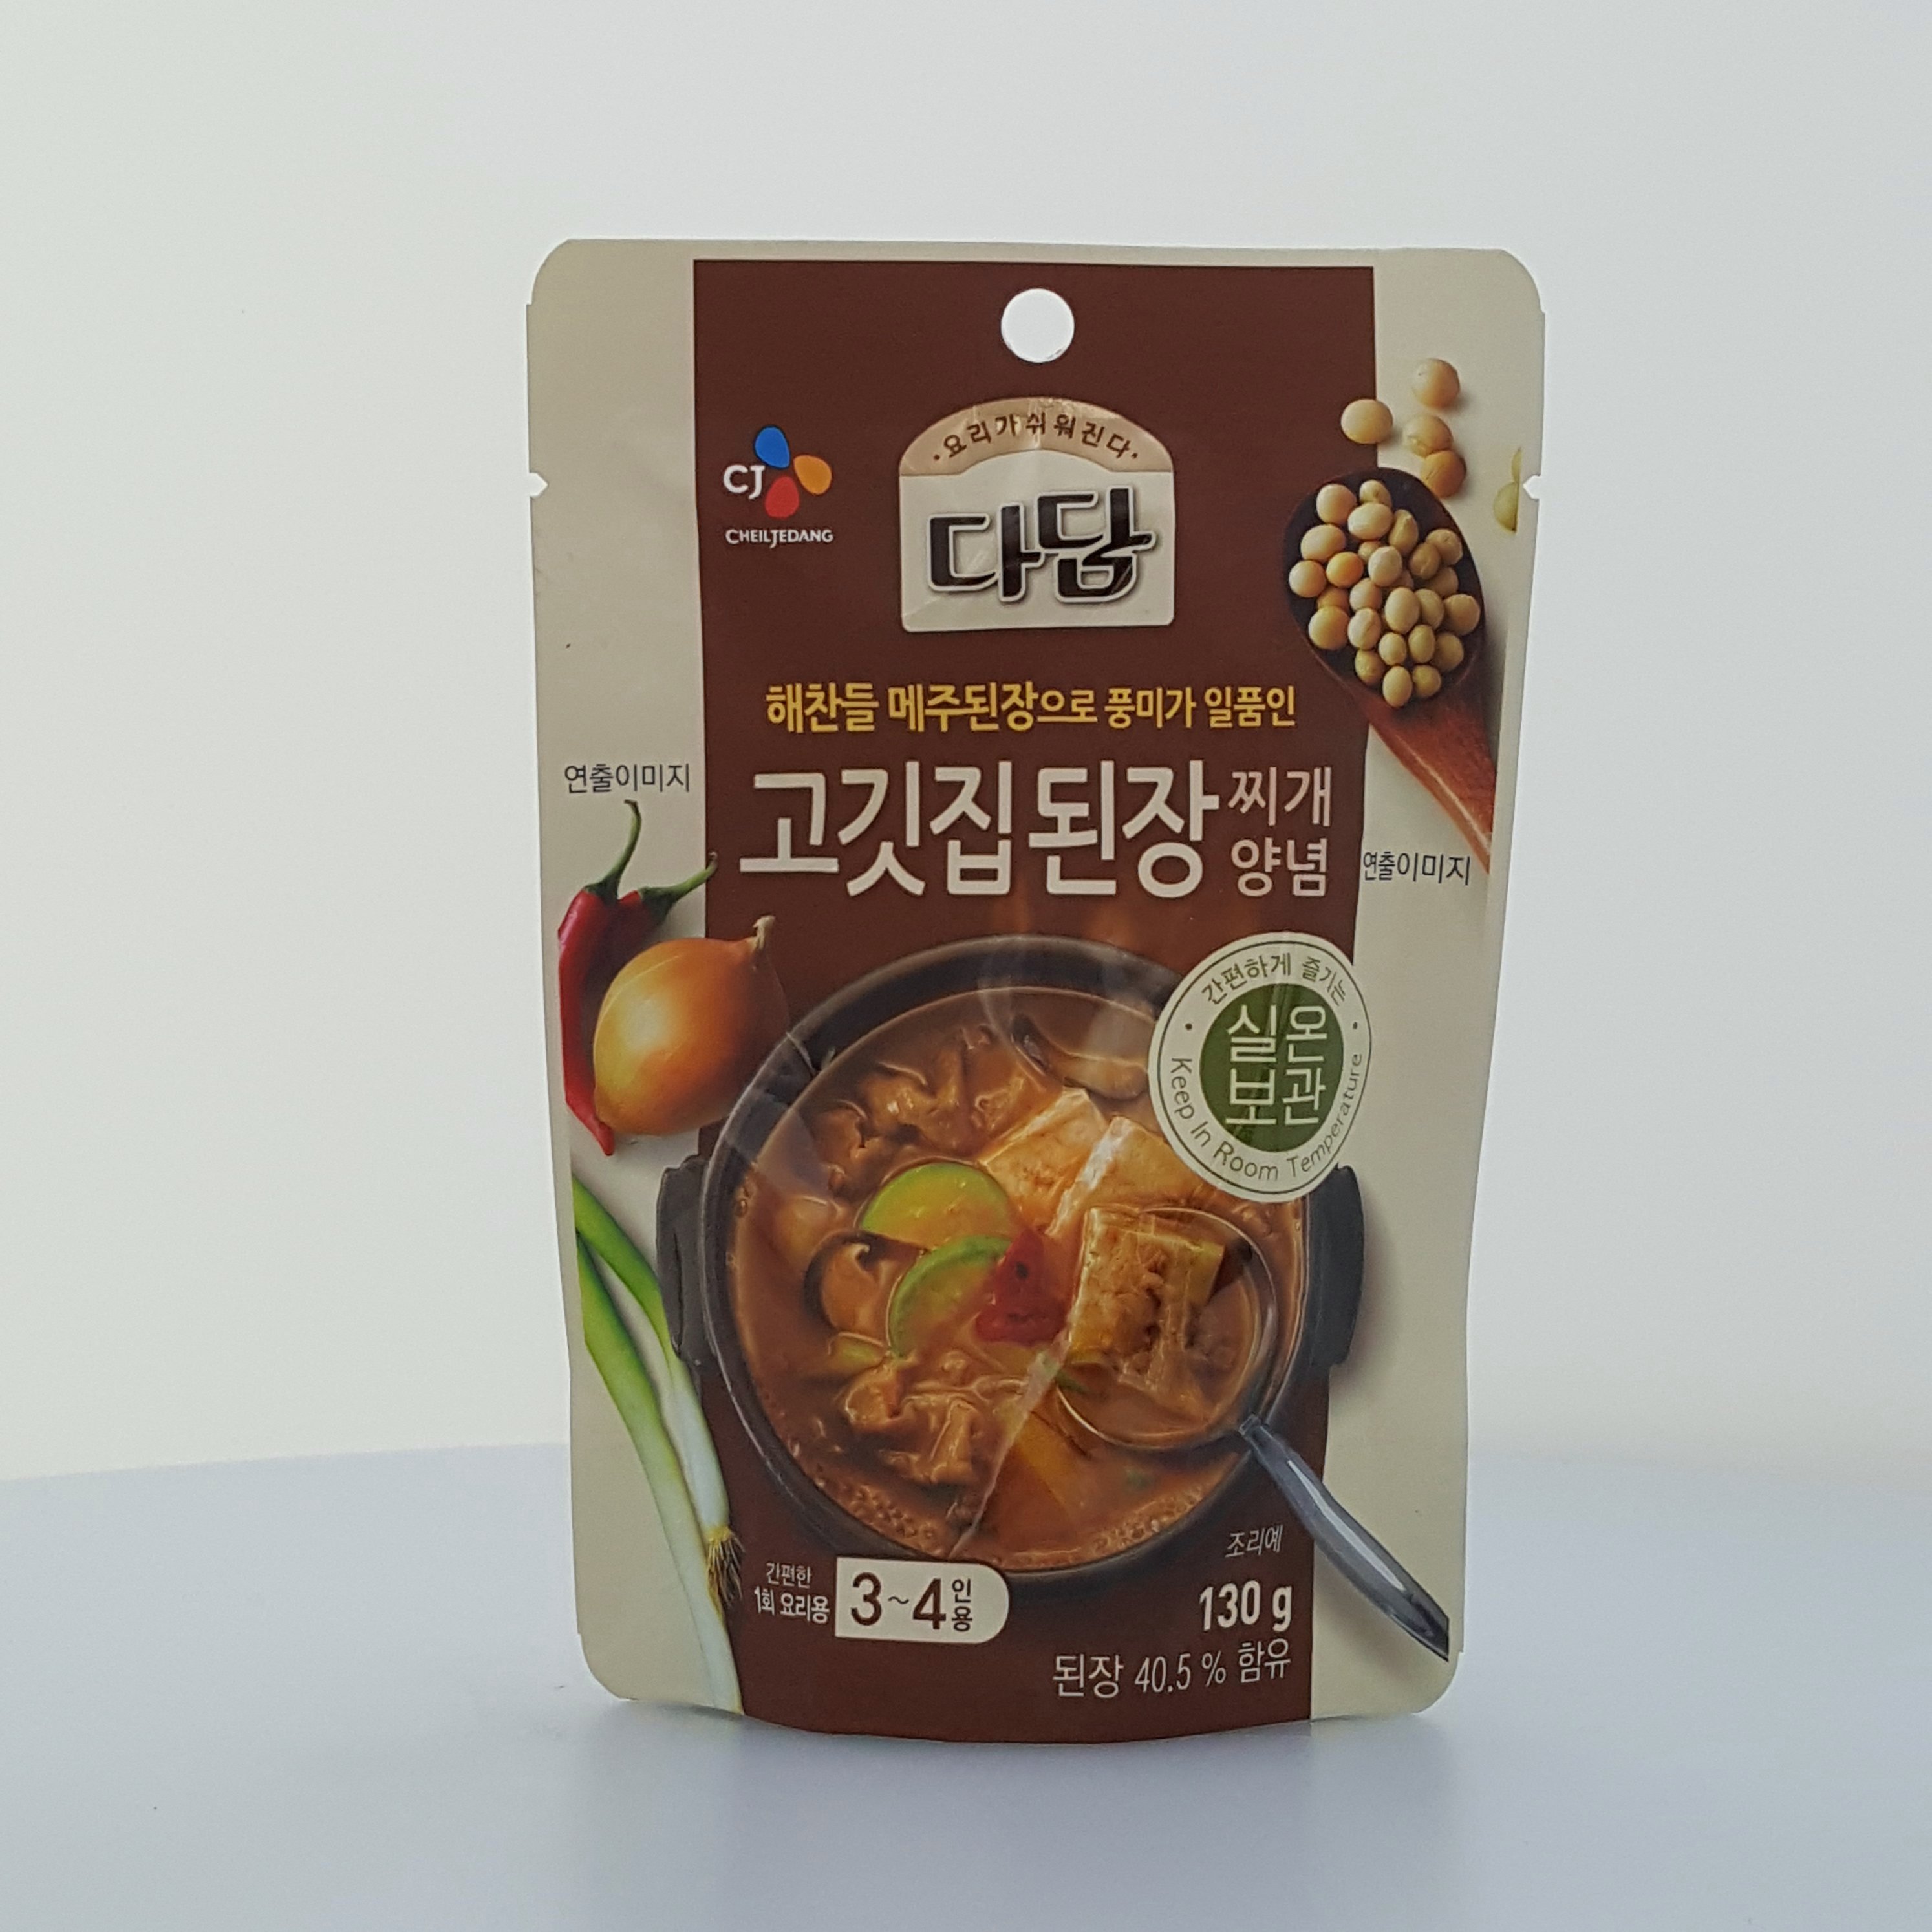 요리가 쉬워진다
CJ
CHEILJEDANG
다담
해찬들 메주된장으로 풍미가 일품인
고깃집된장 찌개
양념
연출이미지
연출이미지
간편하게 즐기는
실온
보관
Keep In Room Temperature
조리예
간편한
1회 요리용
3~4인용
130 g
된장 40.5 % 함유